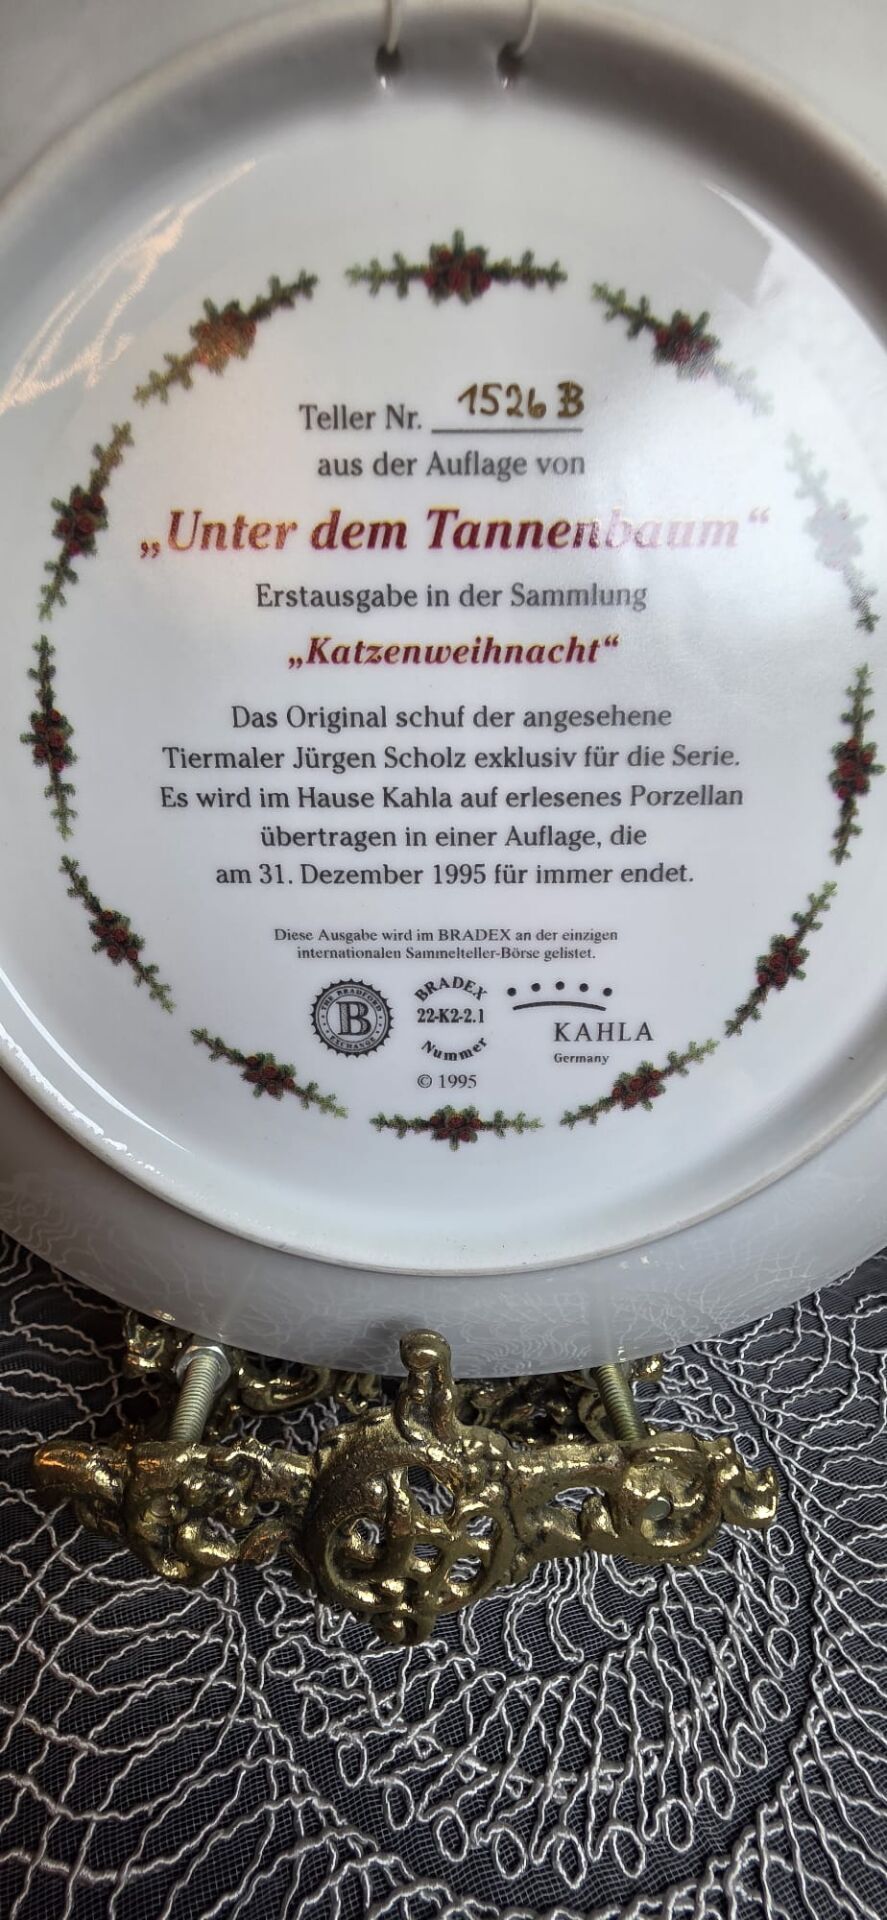 Teller Nr. 1526 B
aus der Auflage von
„Unter dem Tannenbaum“
Erstausgabe in der Sammlung
„Katzenweihnacht“
Das Original schuf der angesehene
Tiermaler Jürgen Scholz exklusiv für die Serie.
Es wird im Hause Kahla auf erlesenes Porzellan
übertragen in einer Auflage, die
am 31. Dezember 1995 für immer endet.
Diese Ausgabe wird im BRADEX an der einzigen
internationalen Sammelteller-Börse gelistet.
THE BRADFORD
B
EXCHANGE
BRADEX
22-K2-2.1
Nummer
© 1995
KAHLA
Germany